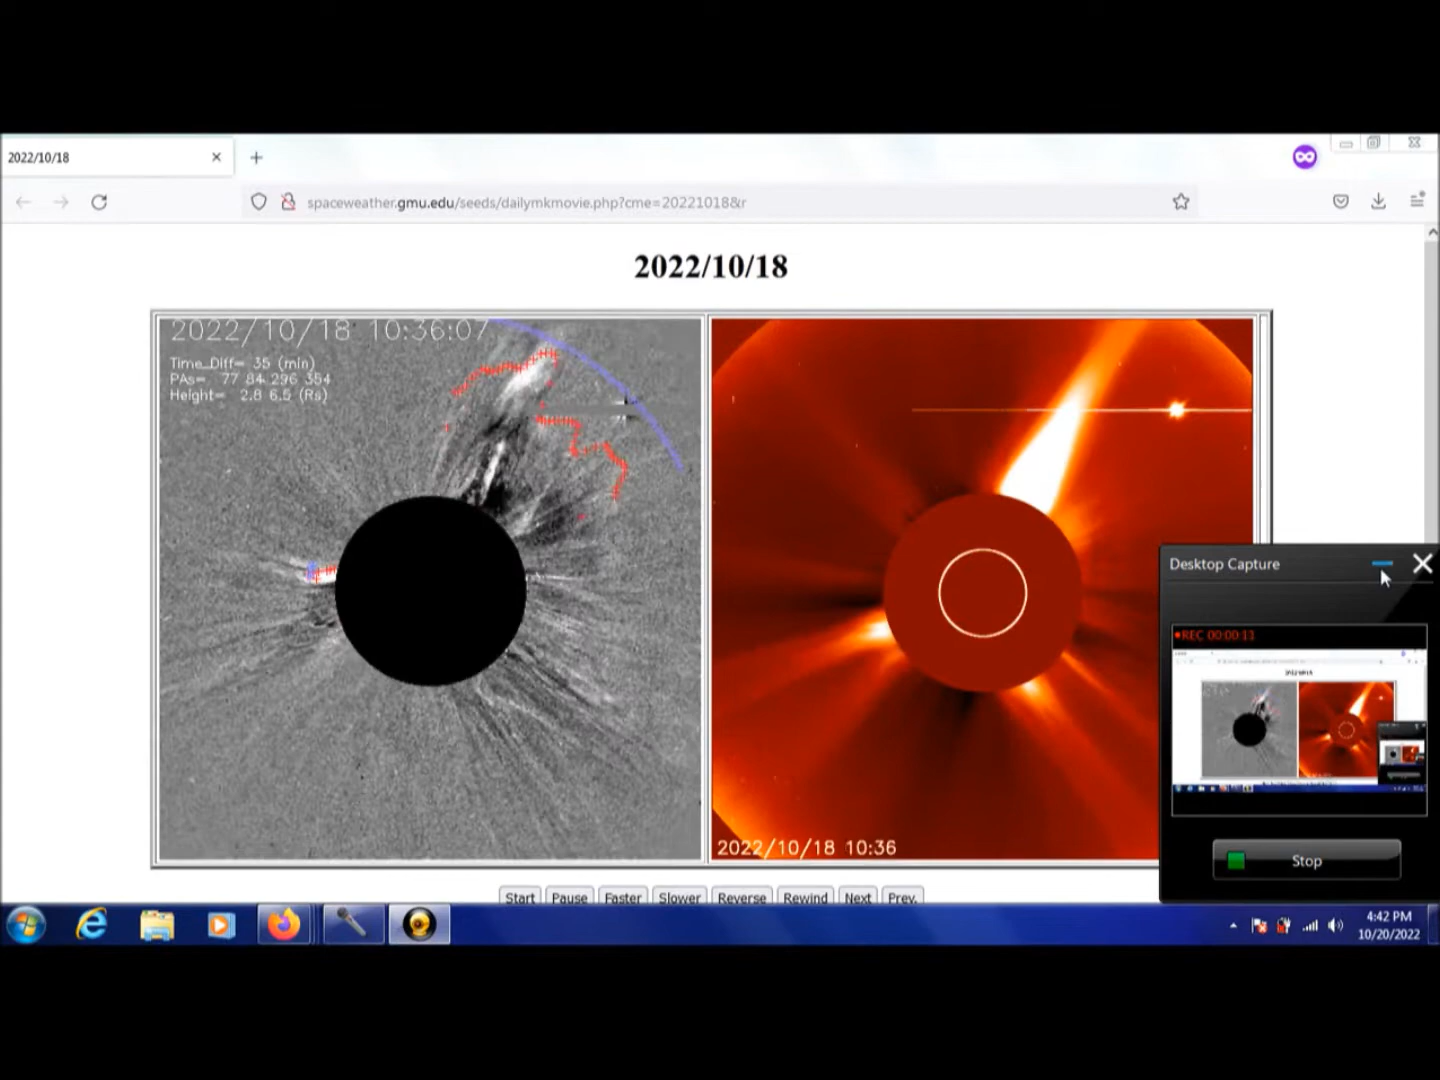 2022/10/18
spaceweather.gmu.edu/seeds/dailymkmovie.php?cme=20221018&r
2022/10/18
2022/10/18 10:36:07
Time_Diff= 35 (min)
PAs= 77 84 296 354
Height= 2.8 6.5 (Rs)
2022/10/18 10:36
Desktop Capture
REC 00:00:11
Stop
Start Pause Faster Slower Reverse Rewind Next Prev.
4:42 PM
10/20/2022